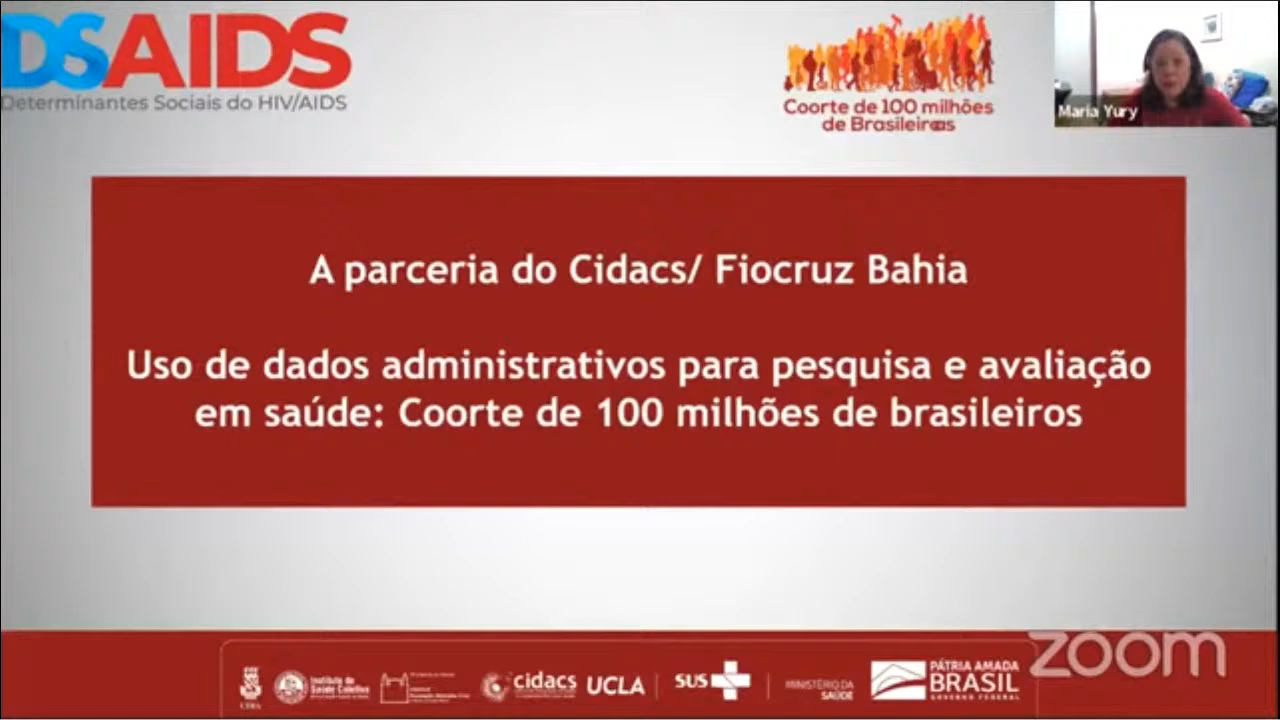 DSAIDS
Determinantes Sociais do HIV/AIDS
Coorte de 100 milhões
de Brasileir
Maria Yury
A parceria do Cidacs/ Fiocruz Bahia
Uso de dados administrativos para pesquisa e avaliação
em saúde: Coorte de 100 milhões de brasileiros
zoom
Instituto de
Saúde Coletiva
cidacs
UCLA
SUS
MINISTÉRIO DA
SAÚDE
PÁTRIA AMADA
BRASIL
GOVERNO FEDERAL